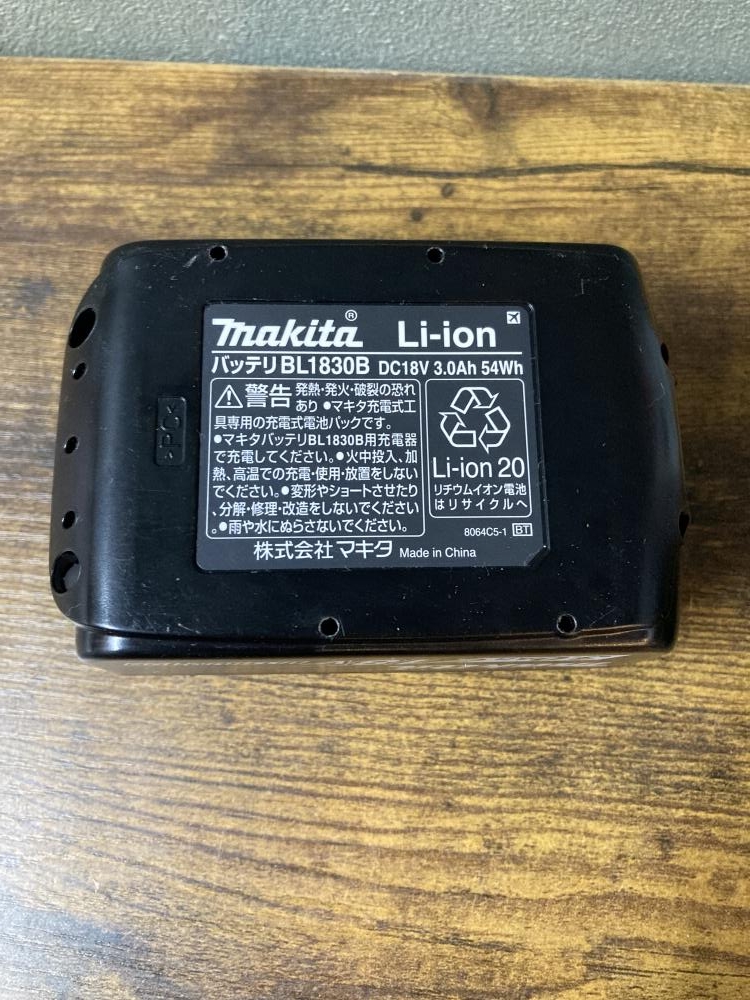 makita® Li-ion
バッテリ BL1830B DC18V 3.0Ah 54Wh
警告 発熱・発火・破裂の恐れ
あり ●マキタ充電式工
具専用の充電式電池パックです。
●マキタバッテリBL1830B用充電器
で充電してください。●火中投入、加
熱、高温での充電・使用・放置をしない
でください。●変形やショートさせたり
、分解・修理・改造をしないでください
。●雨や水にぬらさないでください。
Li-ion 20
リチウムイオン電池
はリサイクルへ
8064C5-1 BT
株式会社マキタ Made in China
>PC<